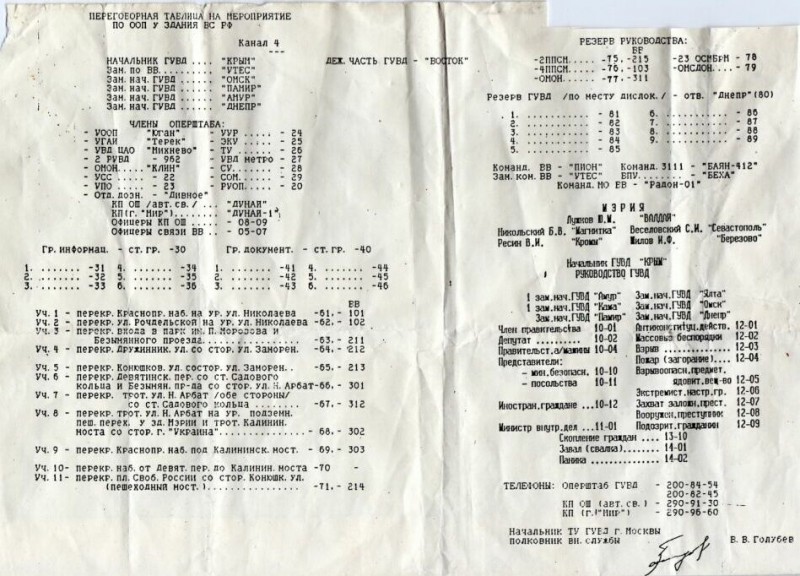 ПЕРЕГОВОРНАЯ ТАБЛИЦА НА МЕРОПРИЯТИЕ
ПО ООП У ЗДАНИЯ ВС РФ
Канал 4
НАЧАЛЬНИК ГУВД .... "КРЫМ" ДЕЖ. ЧАСТЬ ГУВД - "ВОСТОК"
Зам. по ВВ......... "УТЕС"
Зам. нач. ГУВД ..... "ОМСК"
Зам. нач. ГУВД ..... "ПАМИР"
Зам. нач. ГУВД ..... "АМУР"
Зам. нач. ГУВД ..... "ДНЕПР"
ЧЛЕНЫ ОПЕРШТАБА:
- УООП "Юган" - УУР ..... - 24
- УГАИ "Терек" - ЭКУ ..... - 25
- УВД ЦАО "Михнево" - ТУ ...... - 26
- 2 РУВД - 962 - УВД метро - 27
- ОМОН..... "КЛИН" - СУ....... - 28
- УСС ..... - 22 - СОМ...... - 29
- УПО ..... - 23 - РУОП..... - 20
- Отд. дозн. - "Дивное"
КП ОШ /авт. св./ - "ДУНАЙ"
КП(г."Мир") - "ДУНАЙ-1"
Офицеры КП ОШ - 08-09
Офицеры связи ВВ .. - 05-07
Гр. информац. - ст. гр. -30 Гр. документ. - ст. гр. -40
1. ....... -31 4. ....... -34 1. ....... -41 4. ....... -44
2. ....... -32 5. ....... -35 2. ....... -42 5. ....... -45
3. ....... -33 6. ....... -36 3. ....... -43 6. ....... -46
ВВ
Уч. 1 - перекр. Краснопр. наб. на ур. ул. Николаева -61.- 101
Уч. 2 - перекр. ул. Рочдельской на ур. ул. Николаева -62.- 102
Уч. 3 - перекр. входа в парк им. П. Морозова и
Безымянного проезда.......................... -63. - 211
Уч. 4 - перекр. Дружинник. ул. со стор. ул. Заморен. .-64 - 212
Уч. 5 - перекр. Конюшков. ул. со стор. ул. Заморен.. -65. - 213
Уч. 6 - перекр. Девятинск. пер. со ст. Садового
кольца и Безымян. пр-да со стор. ул. Н. Арбат -66, - 301
Уч. 7 - перекр. трот. ул. Н. Арбат /обе стороны/
со ст. Садового кольца ................. -67. - 312
Уч. 8 - перекр. трот. ул. Н. Арбат на ур. подземн.
пеш. перек. у зд. Мэрии и трот. Калинин.
моста со стор. г. "Украина"............. -68. - 302
Уч. 9 - перекр. Краснопр. наб. под Калининск. мост. - 69. - 303
Уч. 10- перекр. наб. от Девят. пер. до Калинин. моста -70 -
Уч. 11- перекр. пл. Своб. России со стор. Конюшк. ул.
(пешеходный мост.)....................... -71. - 214
РЕЗЕРВ РУКОВОДСТВА:
ВВ
-2ППСМ..... -75.-215 -23 ОСМБРМ - 78
-4ППСМ..... -76.-103 -ОМСДОН.... - 79
-ОМОН...... -77.-311
Резерв ГУВД /по месту дислок./ - отв. "Днепр"(80)
1. ........... - 81 6. ........... - 86
2. ........... - 82 7. ........... - 87
3. ........... - 83 8. ........... - 88
4. ........... - 84 9. ........... - 89
5. ........... - 85
Команд. ВВ - "ПИОН" Команд. 3111 - "БАЯН-412"
Зам. ком. ВВ - "УТЕС" ВПУ........ - "БЕХА"
Команд. МО ВВ - "Радон-01"
МЭРИЯ
Лужков Ю.М. "ВАЛДАЙ"
Никольский Б.В. "Магнитка" Веселовский С.И. "Севастополь"
Ресин В.И. "Кромы" Шилов И.Ф. "Березово"
Начальник ГУВД "КРЫМ"
РУКОВОДСТВО ГУВД
1 зам.нач.ГУВД "Амур" Зам.нач.ГУВД "Ялта"
1 зам.нач.ГУВД "Кама" Зам.нач.ГУВД "Омск"
Зам.нач.ГУВД "Памир" Зам.нач.ГУВД "Днепр"
Член правительства 10-01 Антиконституц.действ. 12-01
Депутат ......... 10-02 Массовые беспорядки 12-02
Правительст.а/машины 10-04 Взрыв ............ 12-03
Представители: Пожар (загорание).... 12-04
- мин.безопасн. 10-10 Взрывоопасн.предмет,
- посольства 10-11 ядовит.вещ-во 12-05
Экстремист.настр.гр. 12-06
Иностран.граждане ...10-12 Захват заложн.прест. 12-07
Вооружен.преступник 12-08
Министр внутр.дел ...11-01 Подозрит.гражданин 12-09
Скопление граждан .... 13-10
Завал (свалка)...... 14-01
Паника .......... 14-02
ТЕЛЕФОНЫ: Оперштаб ГУВД - 200-84-54
200-82-45
КП ОШ (авт. св.) - 290-91-30
КП (г."Мир") - 290-96-60
Начальник ТУ ГУВД г. Москвы
полковник вн. службы В. В. Голубев